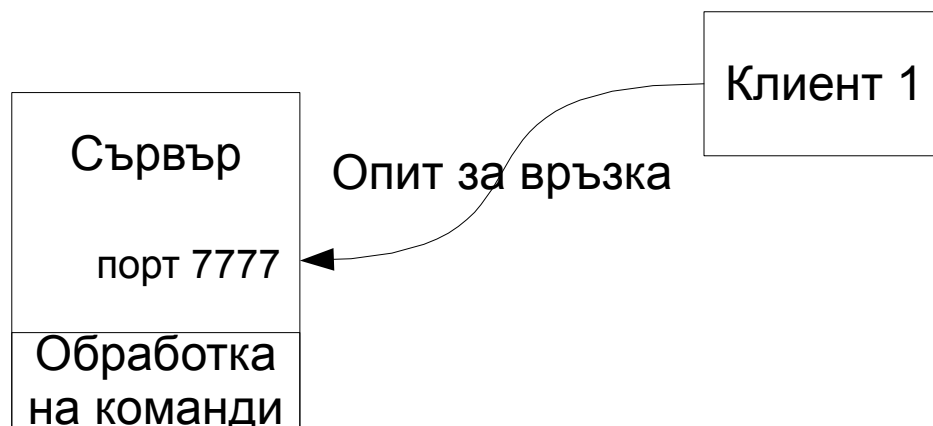 Клиент 1
Сървър
Опит за връзка
порт 7777
Обработка
на команди